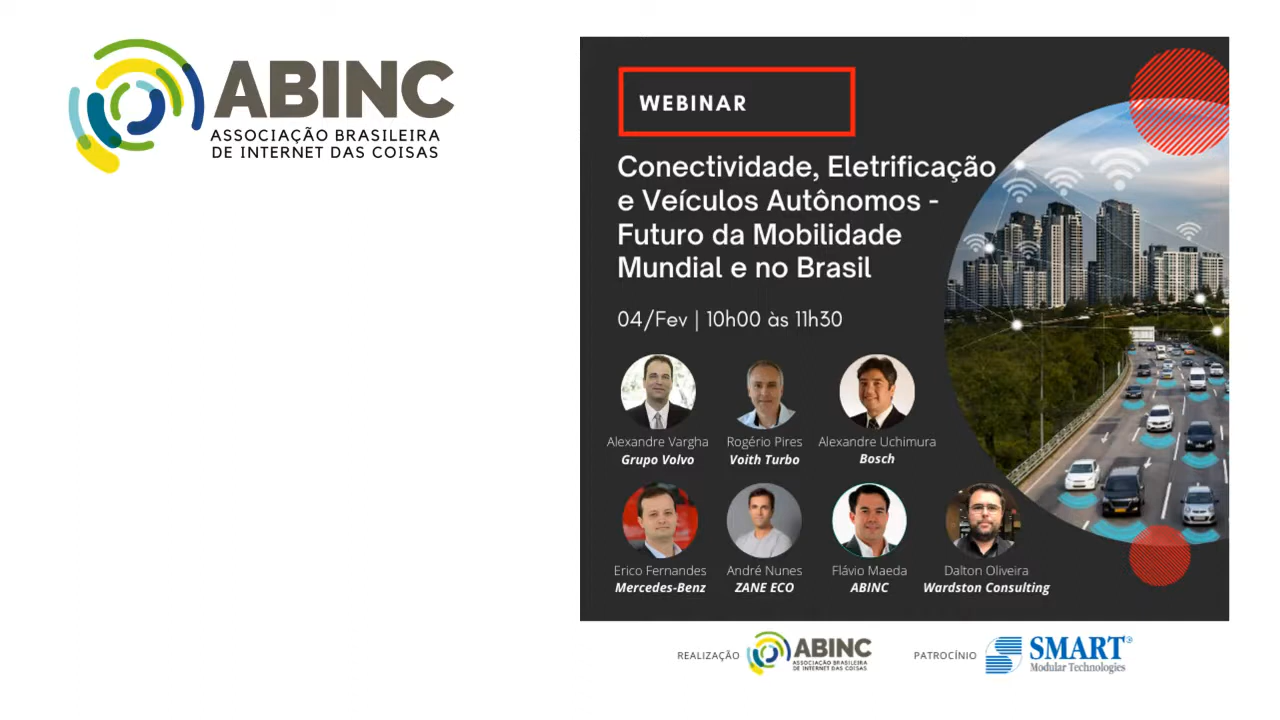 ABINC
ASSOCIAÇÃO BRASILEIRA
DE INTERNET DAS COISAS
WEBINAR
Conectividade, Eletrificação
e Veículos Autônomos -
Futuro da Mobilidade
Mundial e no Brasil
04/Fev | 10h00 às 11h30
Alexandre Vargha
Grupo Volvo
Rogério Pires
Voith Turbo
Alexandre Uchimura
Bosch
Erico Fernandes
Mercedes-Benz
André Nunes
ZANE ECO
Flávio Maeda
ABINC
Dalton Oliveira
Wardston Consulting
REALIZAÇÃO
ABINC
ASSOCIAÇÃO BRASILEIRA
DE INTERNET DAS COISAS
PATROCÍNIO
SMART
Modular Technologies